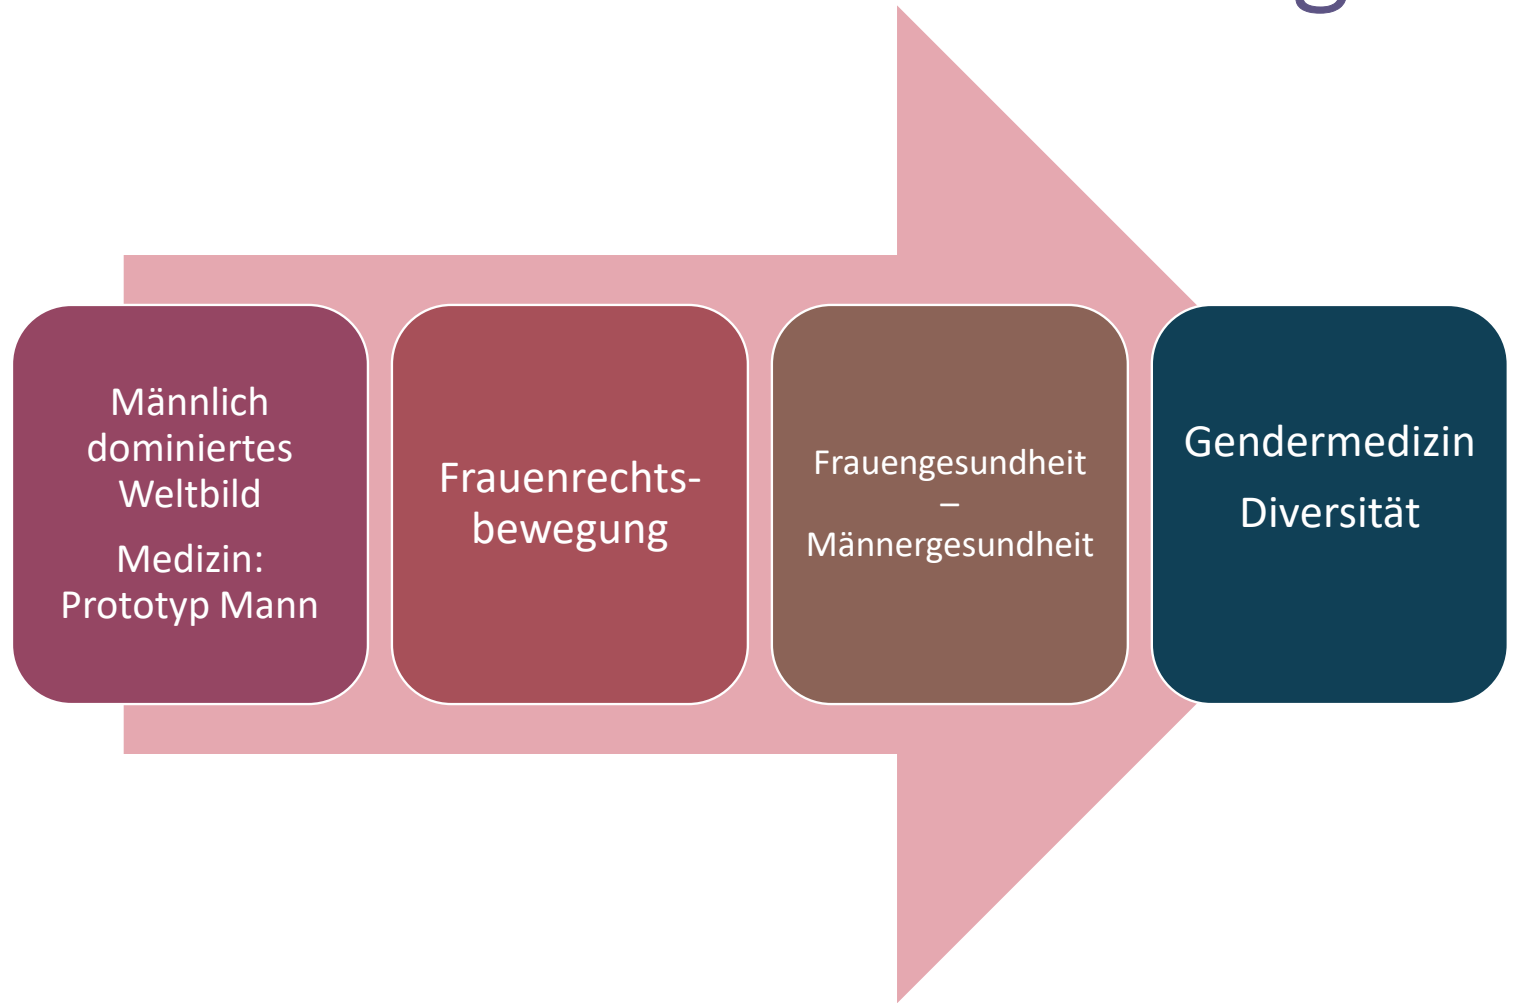 Männlich
dominiertes
Weltbild
Medizin:
Prototyp Mann
Frauenrechts-
bewegung
Frauengesundheit
–
Männergesundheit
Gendermedizin
Diversität